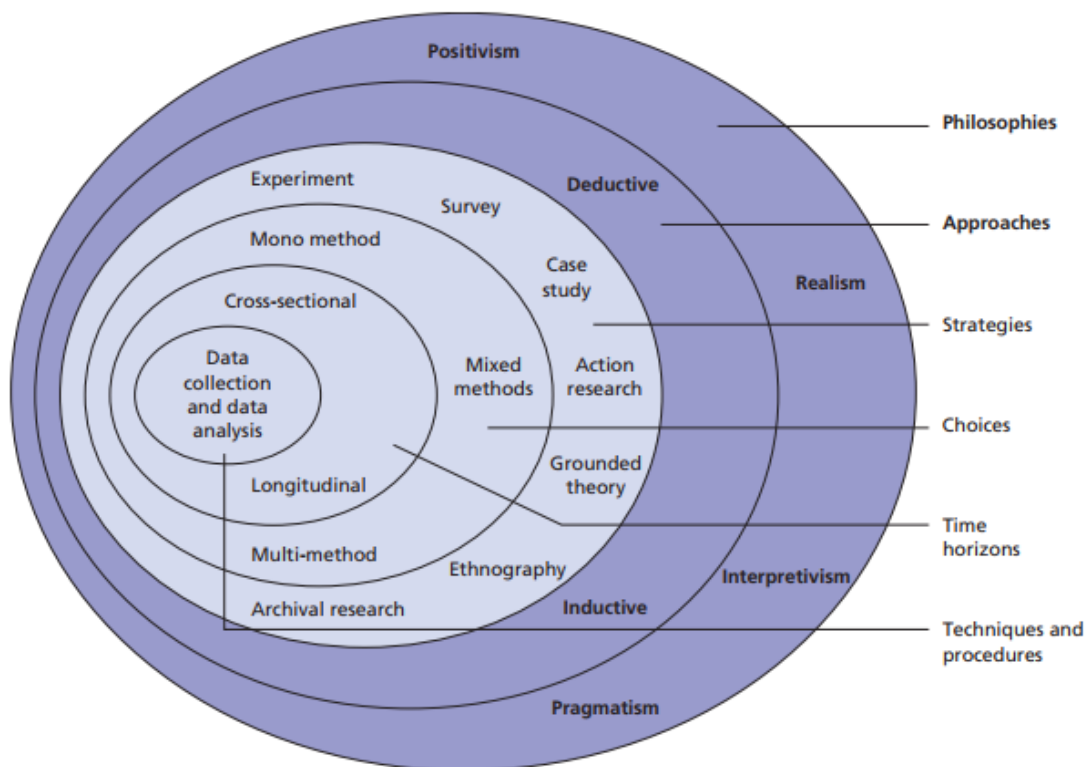 Positivism
Philosophies
Deductive
Experiment
Survey
Approaches
Mono method
Case
study
Realism
Cross-sectional
Strategies
Data
collection
and data
analysis
Mixed
methods
Action
research
Choices
Grounded
theory
Longitudinal
Time
horizons
Multi-method
Ethnography
Interpretivism
Archival research
Inductive
Techniques and
procedures
Pragmatism